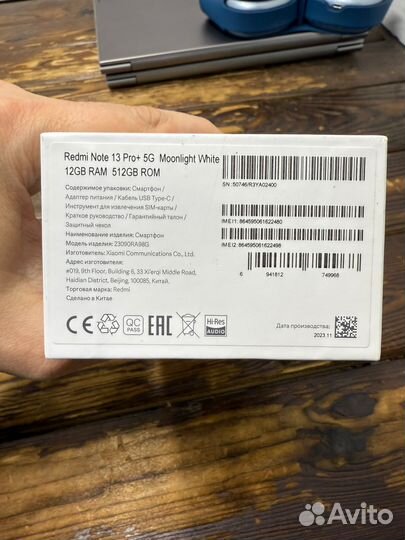 Redmi Note 13 Pro+ 5G Moonlight White
12GB RAM 512GB ROM
Содержимое упаковки: Смартфон /
Адаптер питания / Кабель USB Type-C /
Инструмент для извлечения SIM-карты /
Краткое руководство / Гарантийный талон /
Защитный чехол
Наименование изделия: Смартфон
Модель изделия: 23090RA98G
Изготовитель: Xiaomi Communications Co., Ltd.
Адрес изготовителя:
#019, 9th Floor, Building 6, 33 Xi'erqi Middle Road,
Haidian District, Beijing, 100085, Китай.
Торговая марка: Redmi
Сделано в Китае
SN:50746/R3YA02400
IMEI1: 864595061622480
IMEI2: 864595061622498
6 941812 749968
CE
QC
PASS
EAC
Hi-Res
AUDIO
Дата производства:
2023.11
Avito